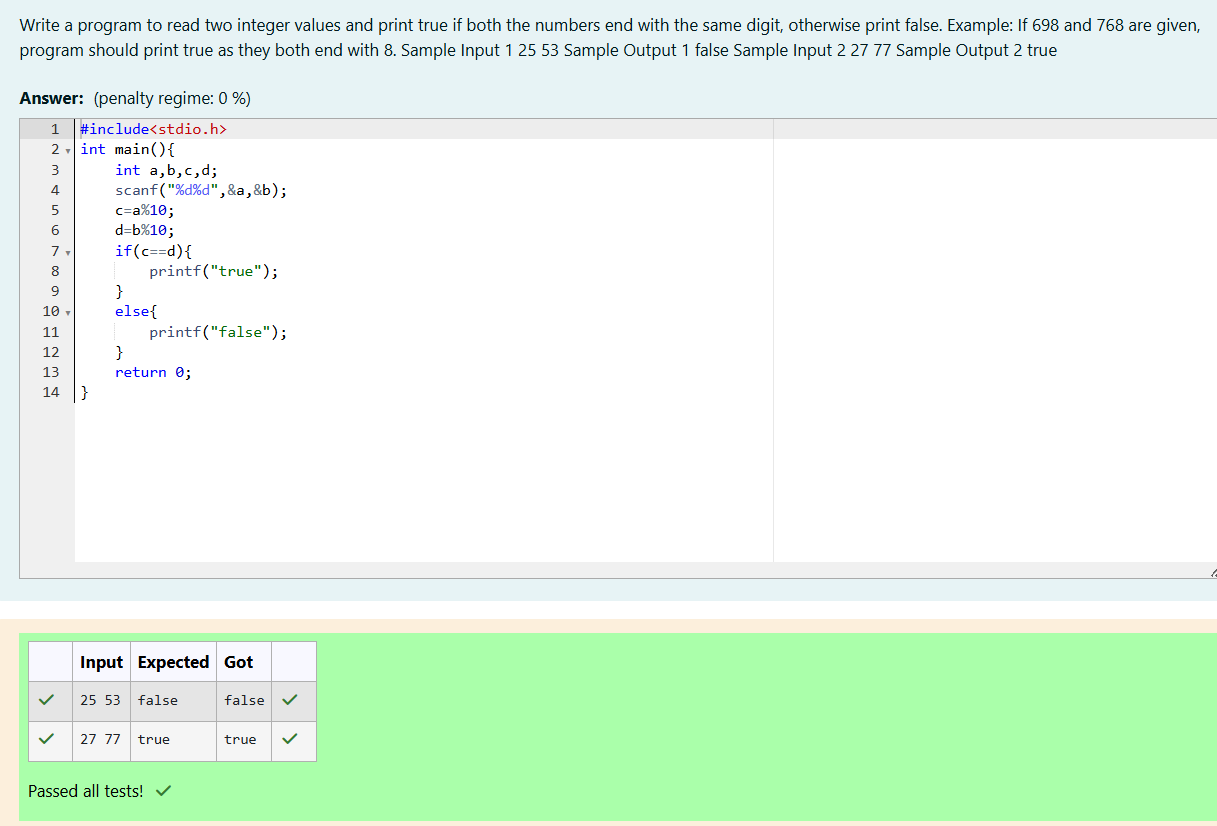 Write a program to read two integer values and print true if both the numbers end with the same digit, otherwise print false. Example: If 698 and 768 are given,
program should print true as they both end with 8. Sample Input 1 25 53 Sample Output 1 false Sample Input 2 27 77 Sample Output 2 true
Answer: (penalty regime: 0 %)
1 #include<stdio.h>
2 int main(){
3     int a,b,c,d;
4     scanf("%d%d",&a,&b);
5     c=a%10;
6     d=b%10;
7     if(c==d){
8         printf("true");
9     }
10     else{
11         printf("false");
12     }
13     return 0;
14 }
Input Expected Got
25 53 false false
27 77 true true
Passed all tests!